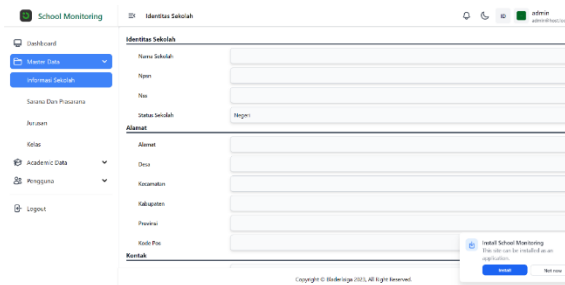 School Monitoring
Identitas Sekolah
admin
Dashboard
Master Data
Informasi Sekolah
Sarana Dan Prasarana
Jurusan
Kelas
Academic Data
Pengguna
Logout
Identitas Sekolah
Nama Sekolah
Npsn
Nss
Status Sekolah
Negeri
Alamat
Alamat
Desa
Kecamatan
Kabupaten
Provinsi
Kode Pos
Kontak
Install School Monitoring
This site can be installed as an
application.
Install
Not now
Copyright © 2023, All Right Reserved.